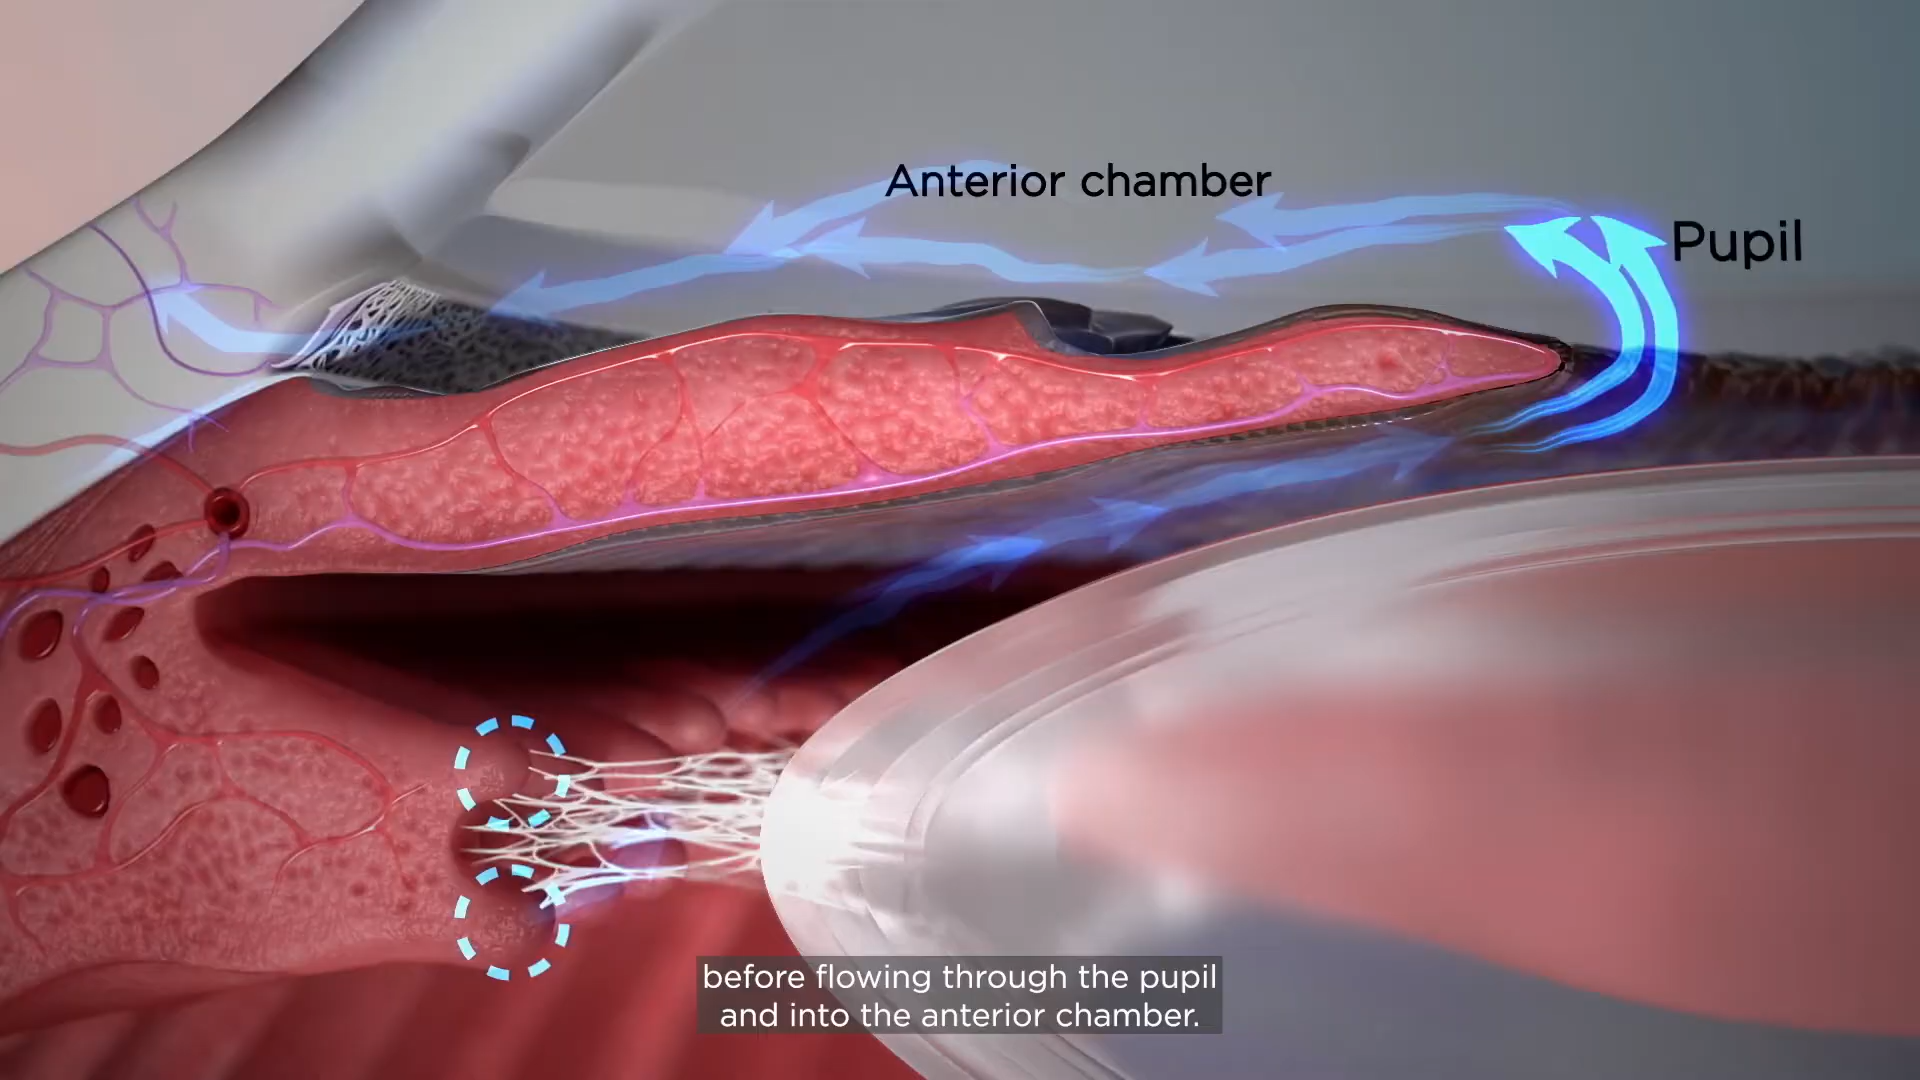 Anterior chamber
Pupil
before flowing through the pupil
and into the anterior chamber.